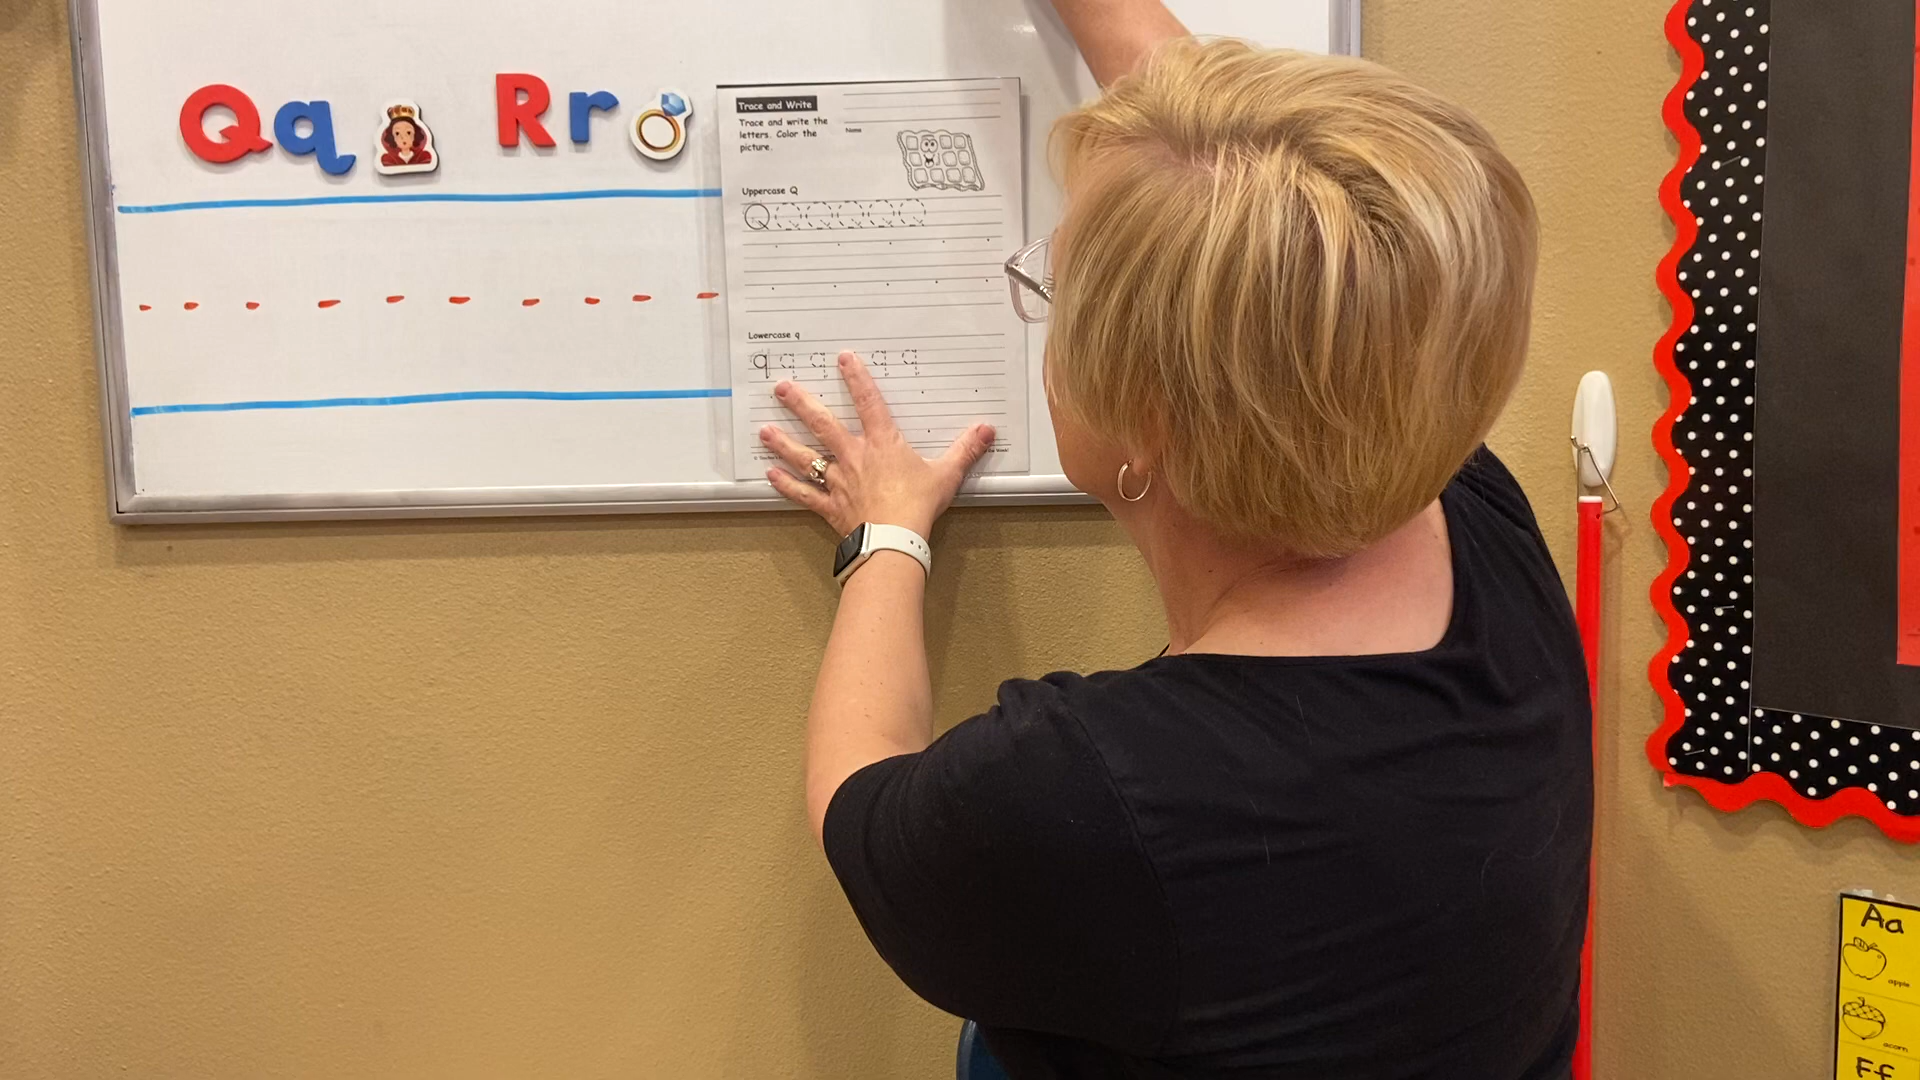 Qq Rr
Trace and Write
Trace and write the
letters. Color the
picture.
Name
Uppercase Q
Q Q Q Q Q Q
Lowercase q
q q q q q
Aa
apple
acorn
Ff